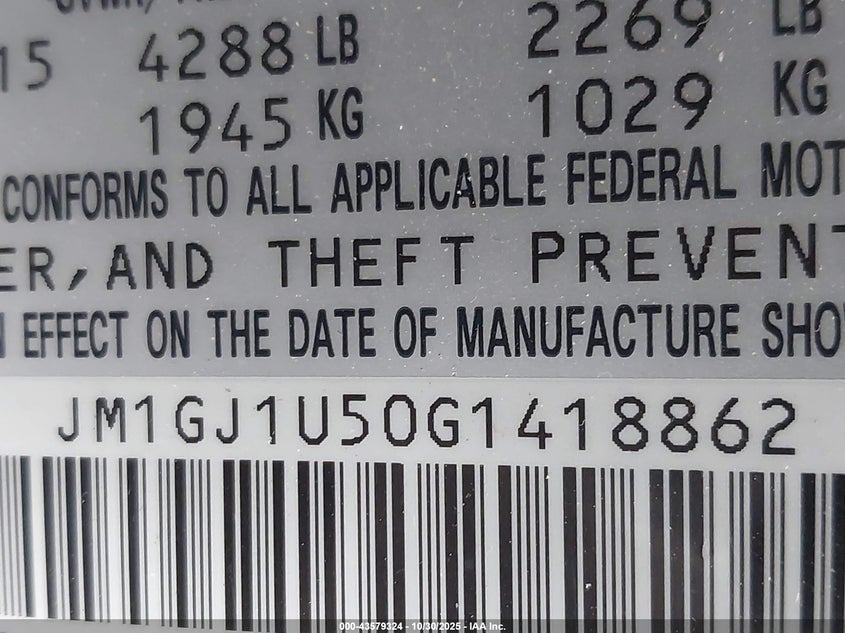 15 4288 LB 2269 LB
1945 KG 1029 KG
CONFORMS TO ALL APPLICABLE FEDERAL MOT
ER, AND THEFT PREVENT
EFFECT ON THE DATE OF MANUFACTURE SHO
JM1GJ1U50G1418862
000-43579324 - 10/30/2025 - IAA Inc.